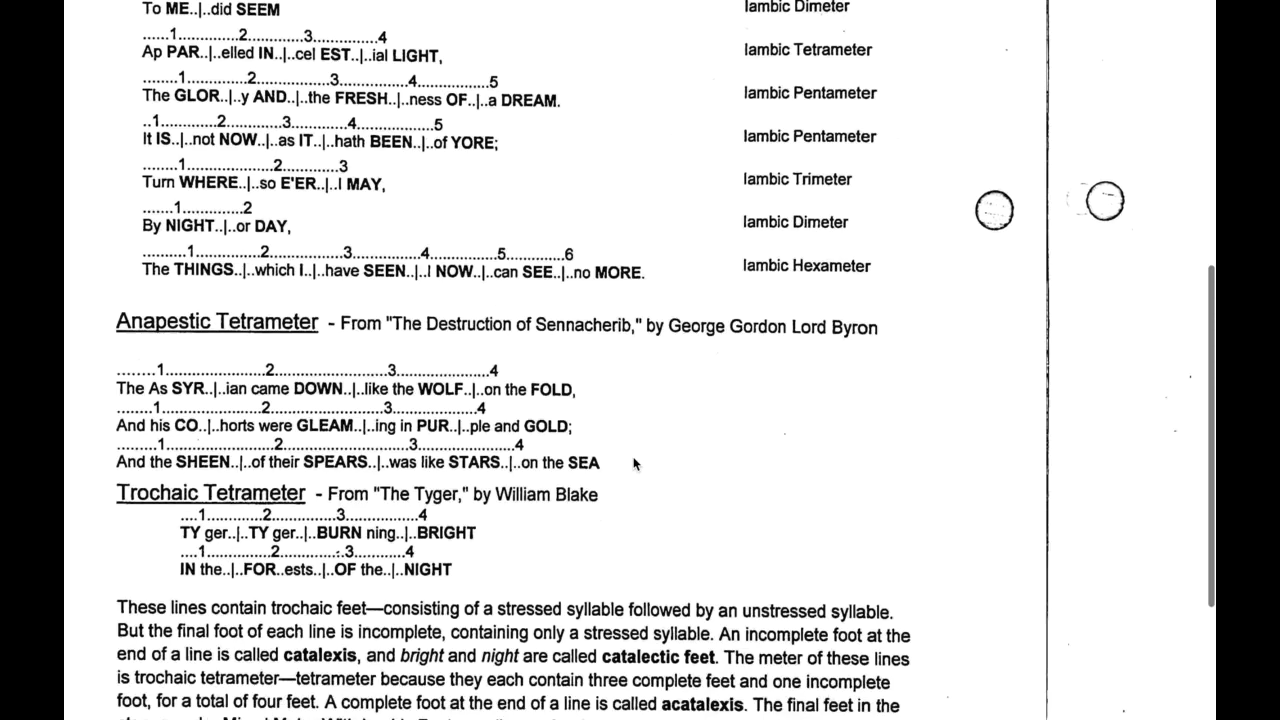 To ME..|..did SEEM Iambic Dimeter
......1.............2.............3..............4
Ap PAR..|..elled IN..|..cel EST..|..ial LIGHT, Iambic Tetrameter
........1.............2................3...............4...............5
The GLOR..|..y AND..|..the FRESH..|..ness OF..|..a DREAM. Iambic Pentameter
..1.............2.............3..............4.................5
It IS..|..not NOW..|..as IT..|..hath BEEN..|..of YORE; Iambic Pentameter
........1....................2..............3
Turn WHERE..|..so E'ER..|..I MAY, Iambic Trimeter
.......1...............2
By NIGHT..|..or DAY, Iambic Dimeter
..........1...............2.................3................4...............5.............6
The THINGS..|..which I..|..have SEEN..|..I NOW..|..can SEE..|..no MORE. Iambic Hexameter
Anapestic Tetrameter - From "The Destruction of Sennacherib," by George Gordon Lord Byron
.........1.......................2..........................3......................4
The As SYR..|..ian came DOWN..|..like the WOLF..|..on the FOLD,
........1.......................2..........................3...................4
And his CO..|..horts were GLEAM..|..ing in PUR..|..ple and GOLD;
.........1.........................2.............................3.......................4
And the SHEEN..|..of their SPEARS..|..was like STARS..|..on the SEA
Trochaic Tetrameter - From "The Tyger," by William Blake
....1.............2...............3................4
TY ger..|..TY ger..|..BURN ning..|..BRIGHT
....1...............2..............3...........4
IN the..|..FOR..ests..|..OF the..|..NIGHT
These lines contain trochaic feet—consisting of a stressed syllable followed by an unstressed syllable.
But the final foot of each line is incomplete, containing only a stressed syllable. An incomplete foot at the
end of a line is called catalexis, and bright and night are called catalectic feet. The meter of these lines
is trochaic tetrameter—tetrameter because they each contain three complete feet and one incomplete
foot, for a total of four feet. A complete foot at the end of a line is called acatalexis. The final feet in the